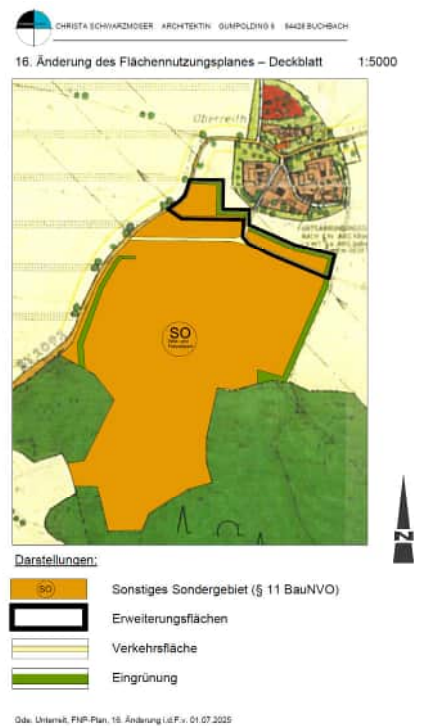 CHRISTA SCHWARZMOSER ARCHITEKTIN GUMPOLDING 6 84428 BUCHBACH
16. Änderung des Flächennutzungsplanes – Deckblatt 1:5000
Oberreith
SO
SO
N
Darstellungen:
SO Sonstiges Sondergebiet (§ 11 BauNVO)
Erweiterungsflächen
Verkehrsfläche
Eingrünung
Gde. Unterreit, FNP-Plan, 16. Änderung i.d.F.v. 01.07.2025